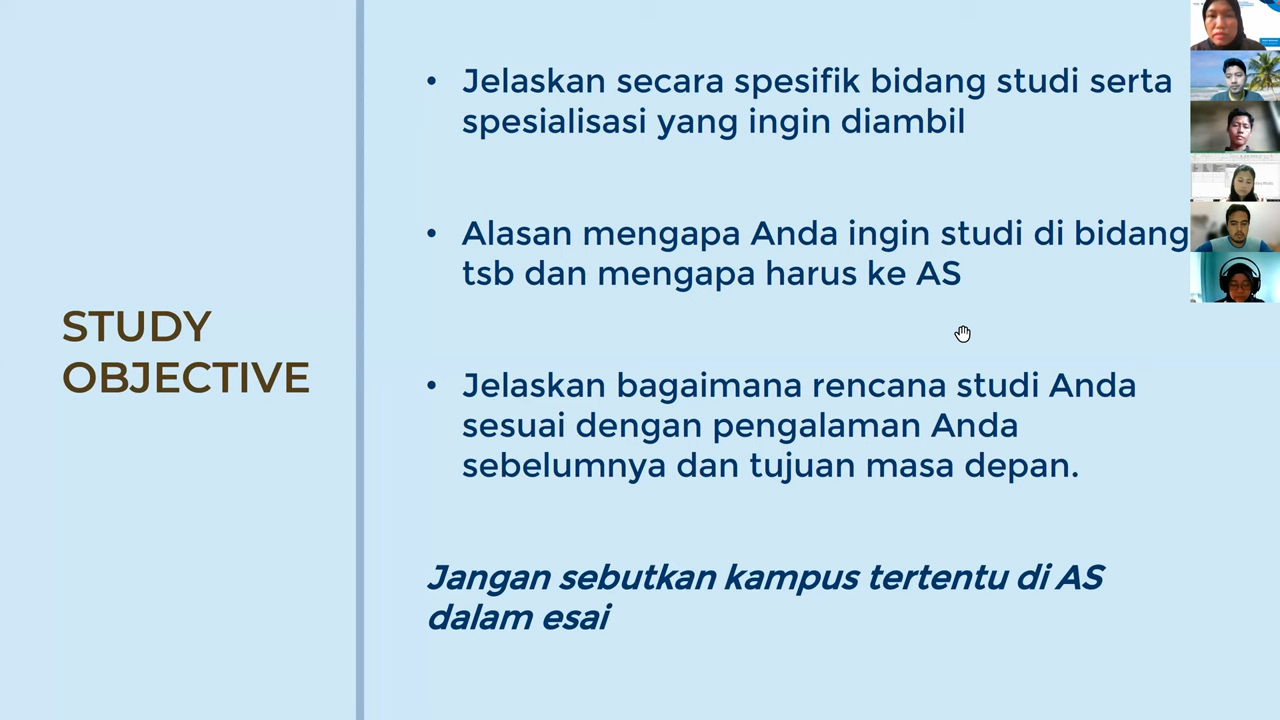 STUDY
OBJECTIVE
• Jelaskan secara spesifik bidang studi serta
spesialisasi yang ingin diambil
• Alasan mengapa Anda ingin studi di bidang
tsb dan mengapa harus ke AS
• Jelaskan bagaimana rencana studi Anda
sesuai dengan pengalaman Anda
sebelumnya dan tujuan masa depan.
Jangan sebutkan kampus tertentu di AS
dalam esai